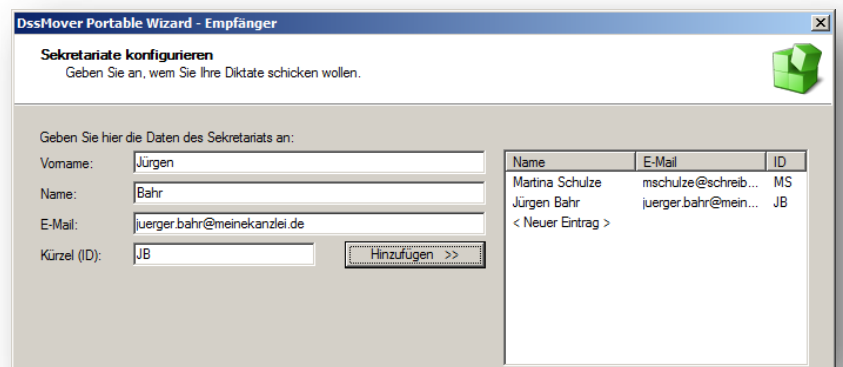 DssMover Portable Wizard - Empfänger
Sekretariate konfigurieren
Geben Sie an, wem Sie Ihre Diktate schicken wollen.
Geben Sie hier die Daten des Sekretariats an:
Vorname: Jürgen
Name: Bahr
E-Mail: juerger.bahr@meinekanzlei.de
Kürzel (ID): JB Hinzufügen >>
Name E-Mail ID
Martina Schulze mschulze@schreib... MS
Jürgen Bahr juerger.bahr@mein... JB
< Neuer Eintrag >